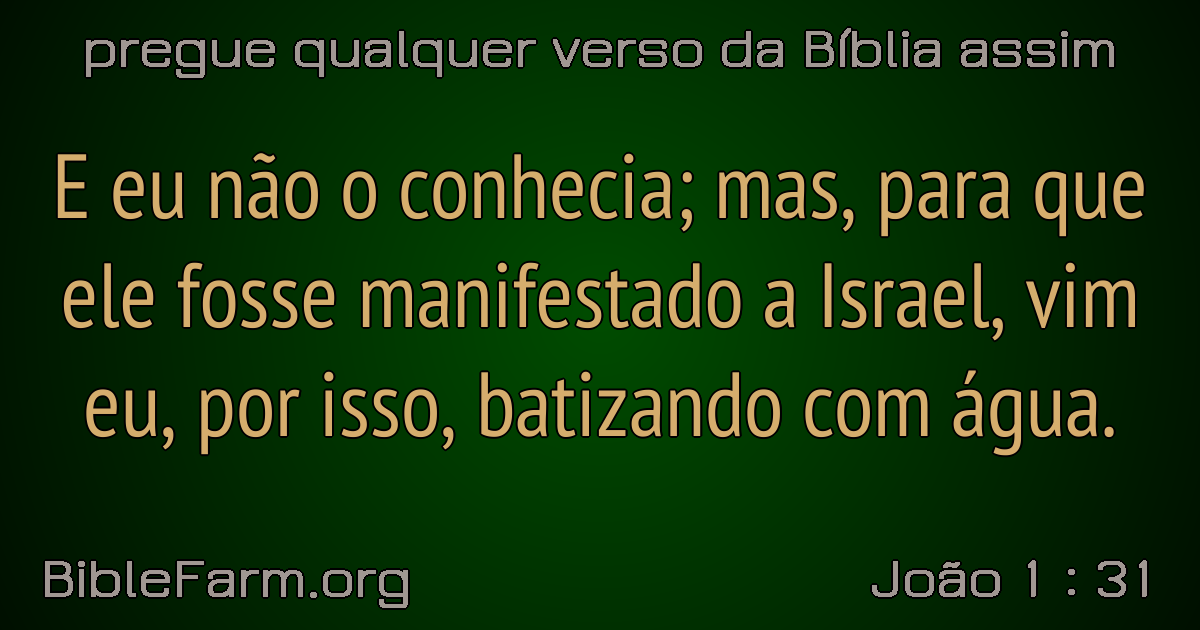 pregue qualquer verso da Bíblia assim
E eu não o conhecia; mas, para que
ele fosse manifestado a Israel, vim
eu, por isso, batizando com água.
BibleFarm.org
João 1 : 31